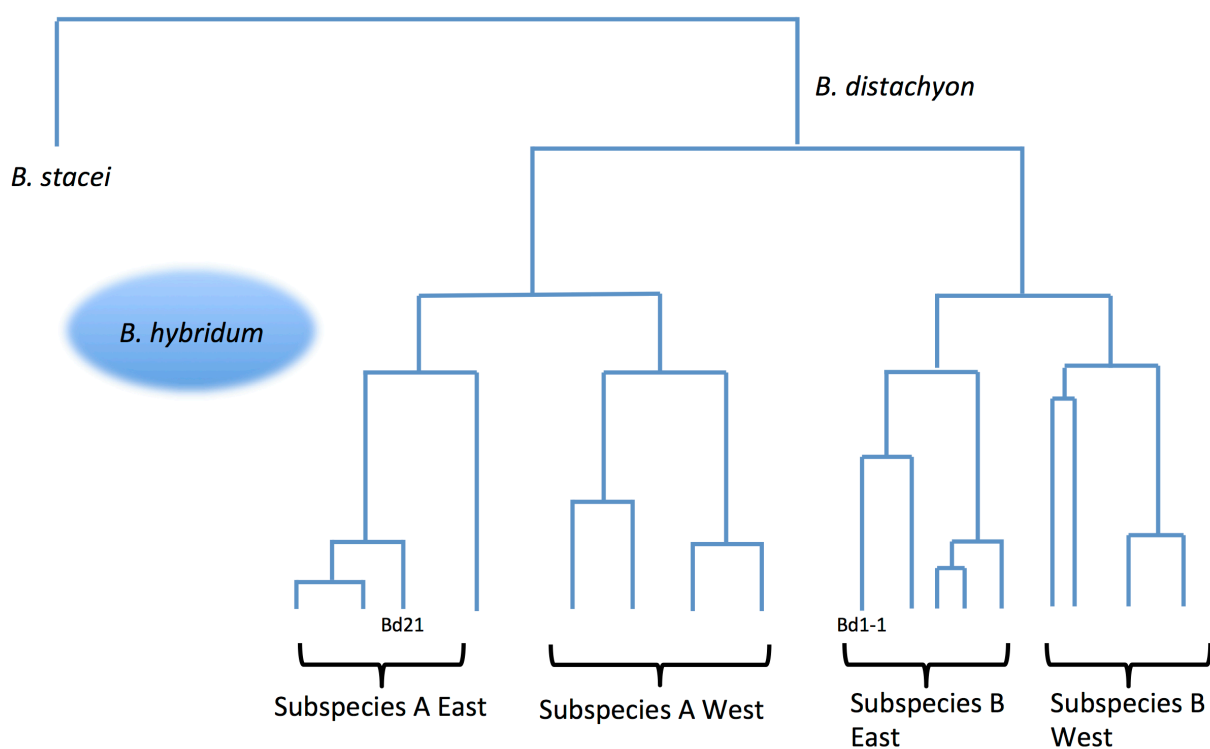 B. distachyon
B. stacei
B. hybridum
Bd21
Bd1-1
Subspecies A East
Subspecies A West
Subspecies B
East
Subspecies B
West